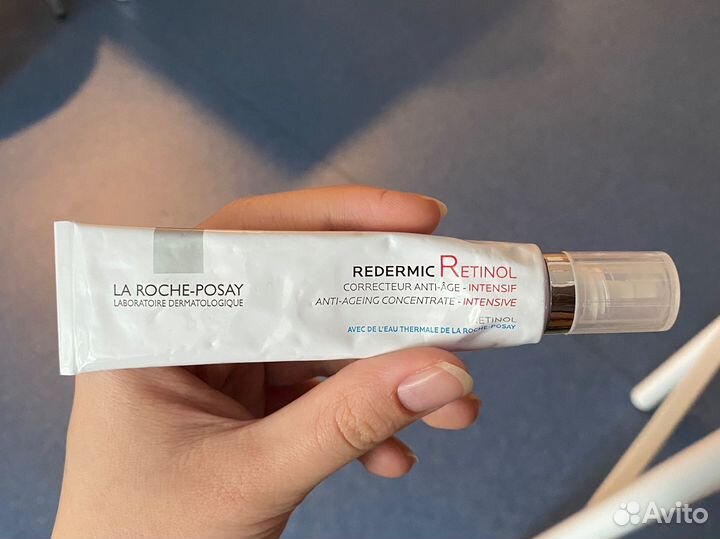 LA ROCHE-POSAY
LABORATOIRE DERMATOLOGIQUE
REDERMIC RETINOL
CORRECTEUR ANTI-ÂGE - INTENSIF
ANTI-AGEING CONCENTRATE - INTENSIVE
RETINOL
AVEC DE L'EAU THERMALE DE LA ROCHE-POSAY
Avito